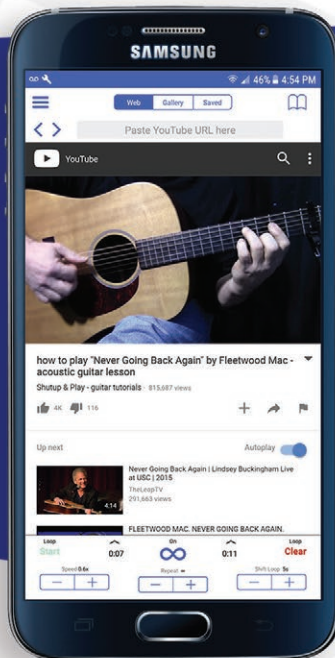 SAMSUNG
46% 4:54 PM
Web Gallery Saved
Paste YouTube URL here
YouTube
how to play "Never Going Back Again" by Fleetwood Mac -
acoustic guitar lesson
Shutup & Play - guitar tutorials · 815,687 views
4K 116
Up next Autoplay
Never Going Back Again | Lindsey Buckingham Live
at USC | 2015
TheLoopTV
291,663 views
4:14
FLEETWOOD MAC. NEVER GOING BACK AGAIN.
Loop On Loop
Start 0:07 0:11 Clear
Speed 0.6x Repeat ∞ Shift Loop 5s
− + − + − +